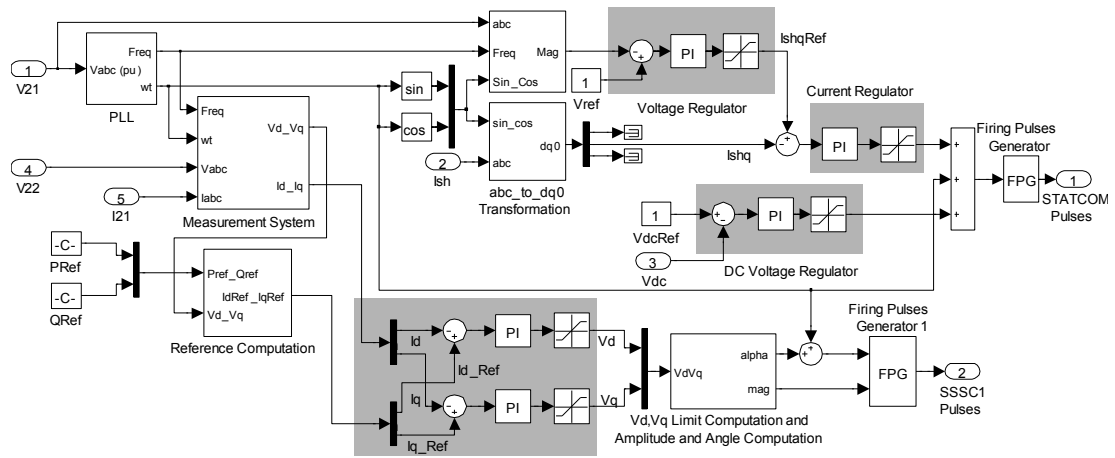 1
V21
Vabc (pu)
Freq
wt
PLL
Freq
wt
Vabc
Iabc
Vd_Vq
Id_Iq
Measurement System
4
V22
5
I21
sin
cos
abc
Freq
Sin_Cos
Mag
sin_cos
abc
dq0
abc_to_dq0
Transformation
2
Ish
1
Vref
- +
PI
Voltage Regulator
IshqRef
Ishq
Current Regulator
- +
PI
1
VdcRef
+ -
PI
3
Vdc
DC Voltage Regulator
+
+
+
Firing Pulses
Generator
FPG
1
STATCOM
Pulses
-C-
PRef
-C-
QRef
Pref_Qref
IdRef _IqRef
Vd_Vq
Reference Computation
Id
Id_Ref
Iq
Iq_Ref
- +
PI
Vd
- +
PI
Vq
VdVq
alpha
mag
Vd,Vq Limit Computation and
Amplitude and Angle Computation
+ +
Firing Pulses
Generator 1
FPG
2
SSSC1
Pulses